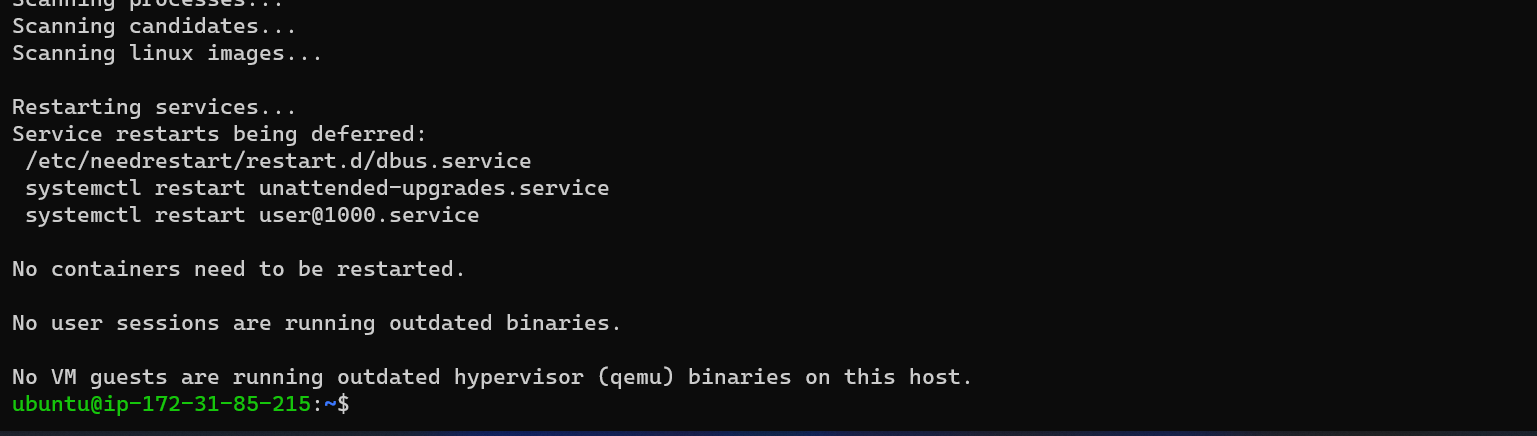 Scanning processes...
Scanning candidates...
Scanning linux images...
Restarting services...
Service restarts being deferred:
/etc/needrestart/restart.d/dbus.service
systemctl restart unattended-upgrades.service
systemctl restart user@1000.service
No containers need to be restarted.
No user sessions are running outdated binaries.
No VM guests are running outdated hypervisor (qemu) binaries on this host.
ubuntu@ip-172-31-85-215:~$